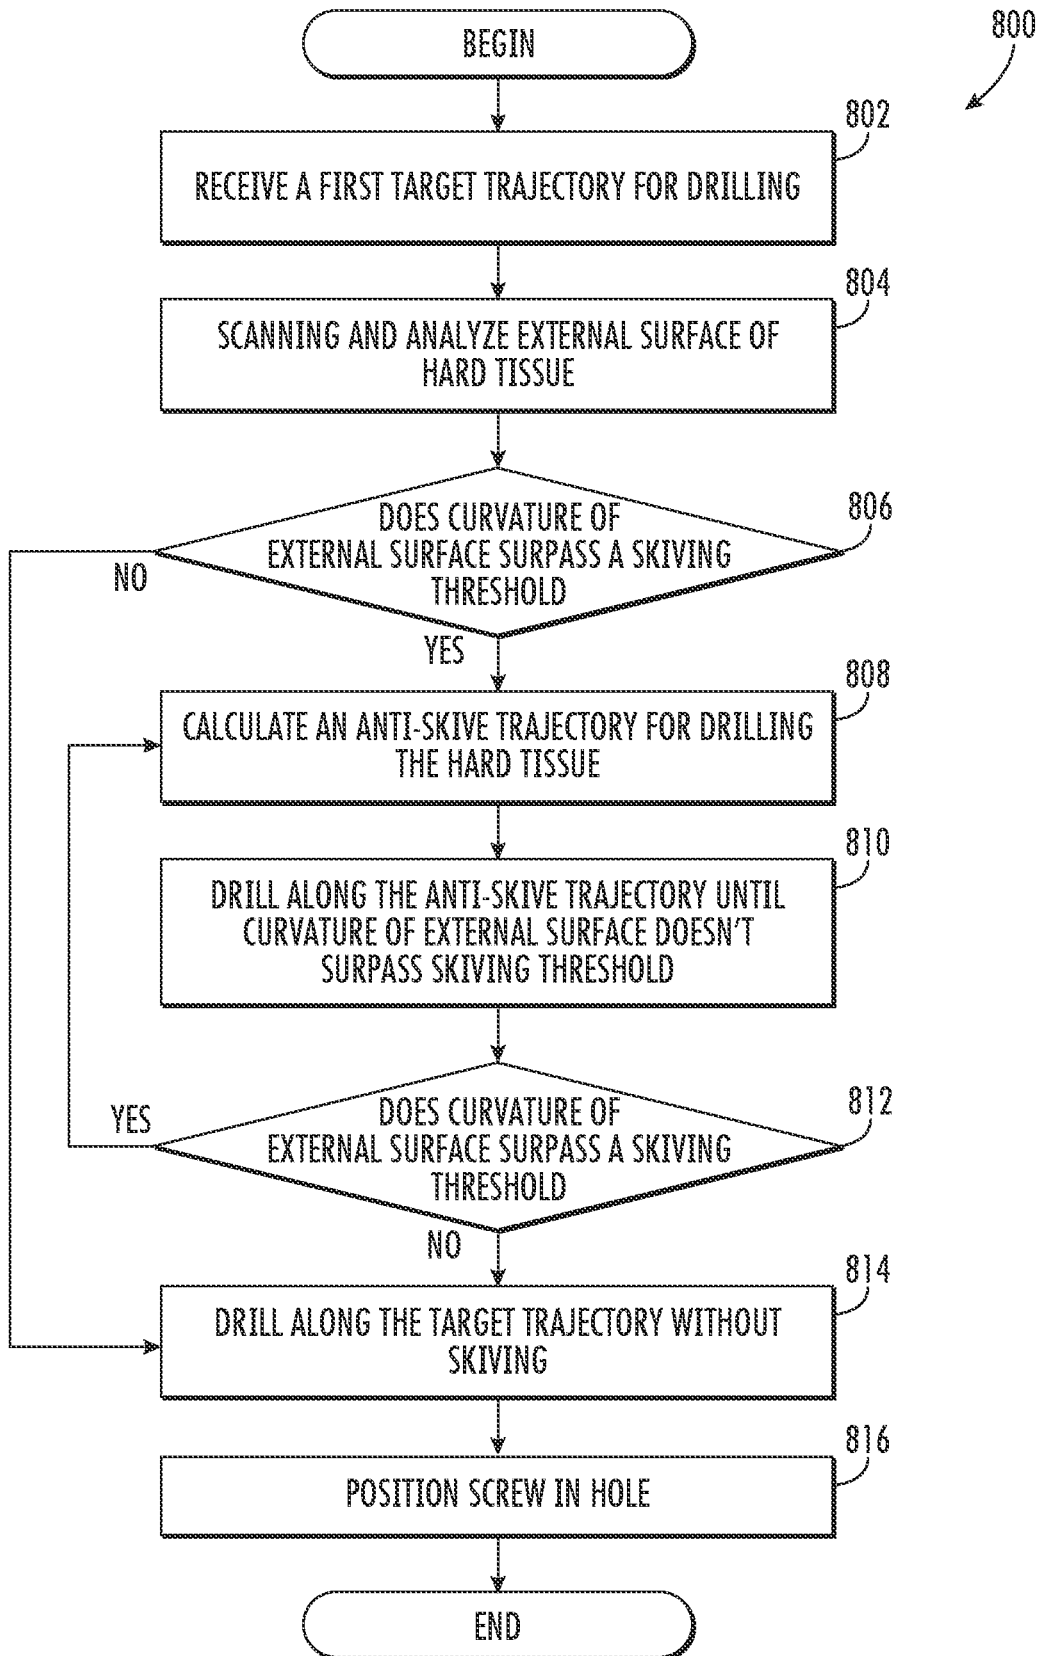 BEGIN
800
802
RECEIVE A FIRST TARGET TRAJECTORY FOR DRILLING
804
SCANNING AND ANALYZE EXTERNAL SURFACE OF
HARD TISSUE
806
DOES CURVATURE OF
EXTERNAL SURFACE SURPASS A SKIVING
THRESHOLD
NO
YES
808
CALCULATE AN ANTI-SKIVE TRAJECTORY FOR DRILLING
THE HARD TISSUE
810
DRILL ALONG THE ANTI-SKIVE TRAJECTORY UNTIL
CURVATURE OF EXTERNAL SURFACE DOESN'T
SURPASS SKIVING THRESHOLD
812
YES
DOES CURVATURE OF
EXTERNAL SURFACE SURPASS A SKIVING
THRESHOLD
NO
814
DRILL ALONG THE TARGET TRAJECTORY WITHOUT
SKIVING
816
POSITION SCREW IN HOLE
END